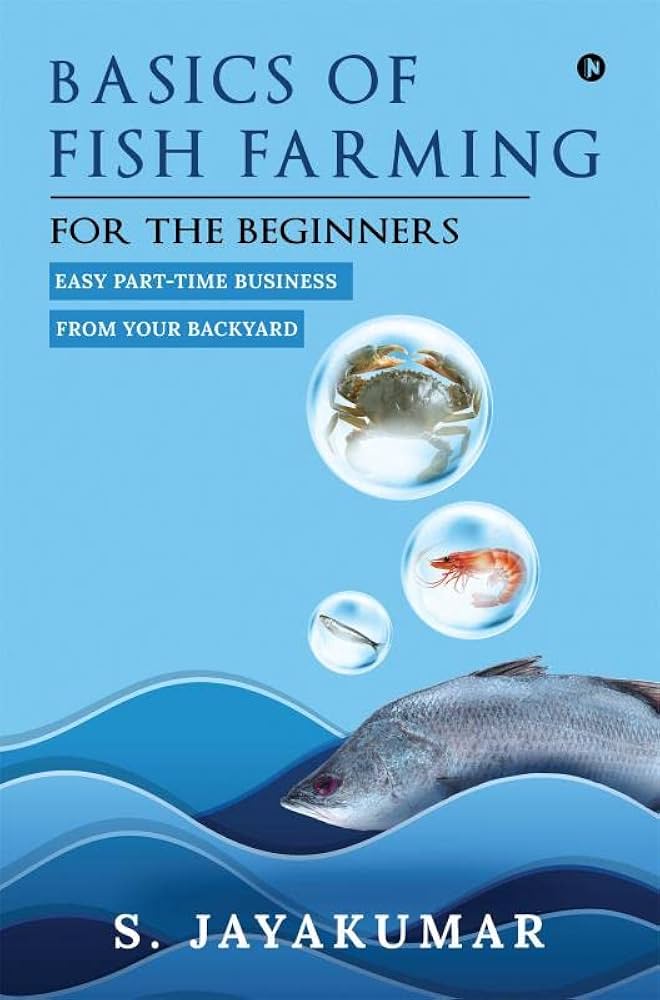 BASICS OF
FISH FARMING
FOR THE BEGINNERS
EASY PART-TIME BUSINESS
FROM YOUR BACKYARD
N
S. JAYAKUMAR